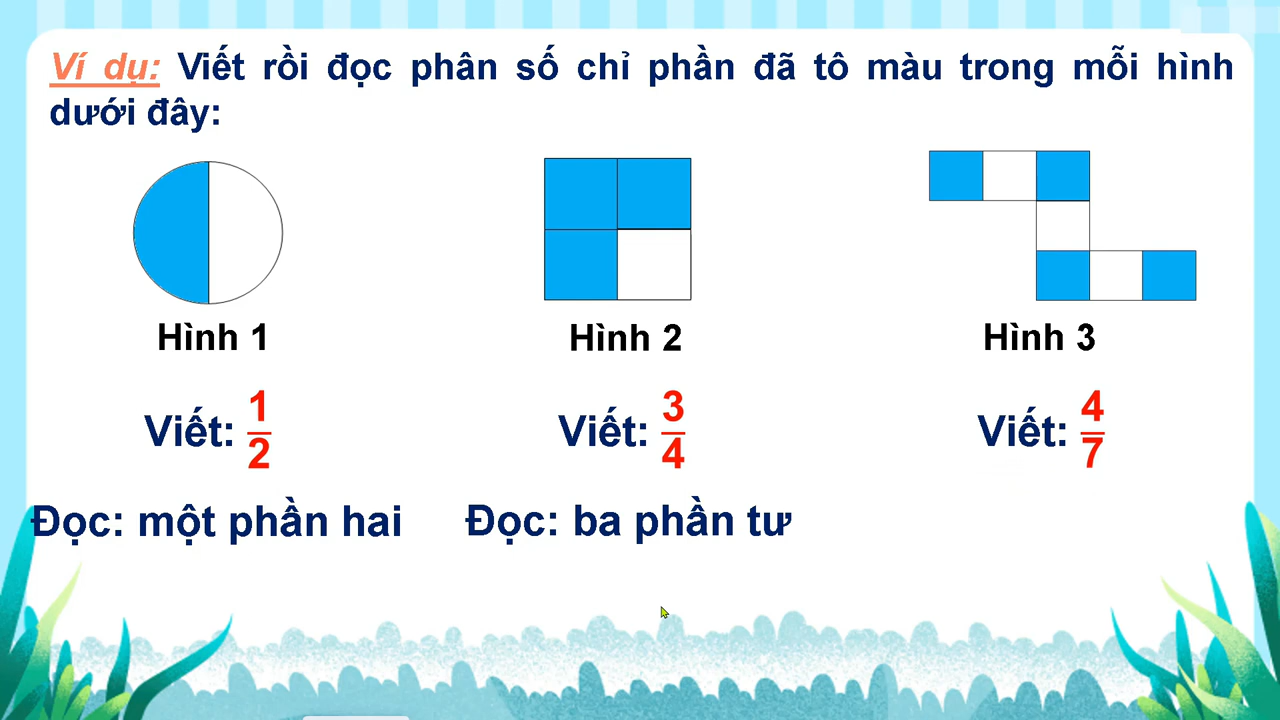 Ví dụ: Viết rồi đọc phân số chỉ phần đã tô màu trong mỗi hình
dưới đây:
Hình 1
Hình 2
Hình 3
Viết: 1/2
Viết: 3/4
Viết: 4/7
Đọc: một phần hai
Đọc: ba phần tư